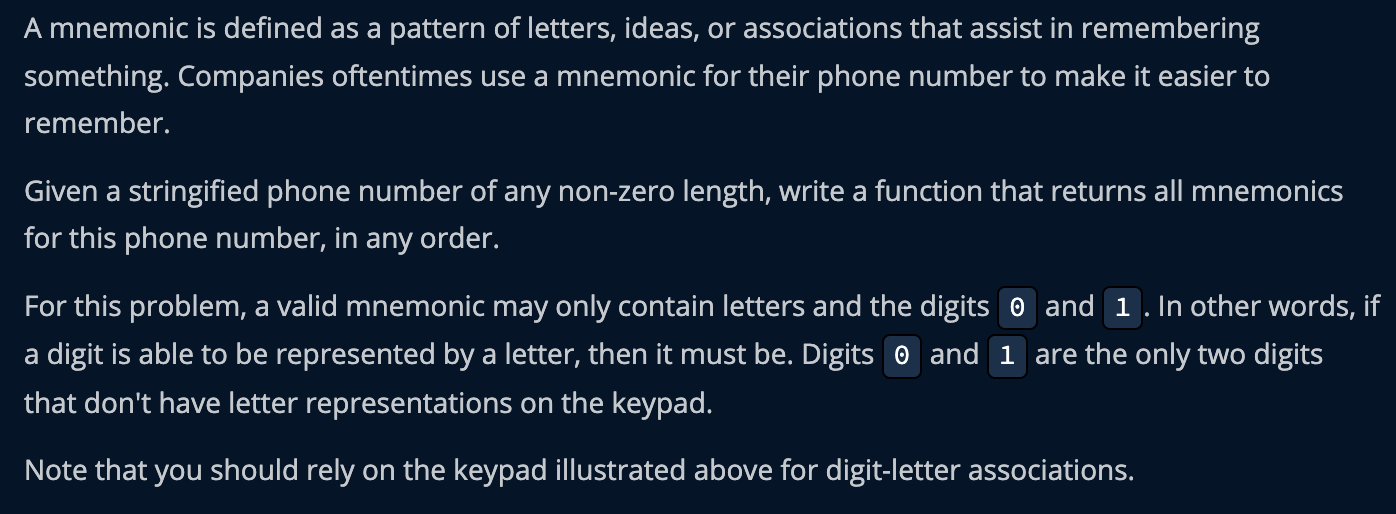 A mnemonic is defined as a pattern of letters, ideas, or associations that assist in remembering
something. Companies oftentimes use a mnemonic for their phone number to make it easier to
remember.
Given a stringified phone number of any non-zero length, write a function that returns all mnemonics
for this phone number, in any order.
For this problem, a valid mnemonic may only contain letters and the digits 0 and 1. In other words, if
a digit is able to be represented by a letter, then it must be. Digits 0 and 1 are the only two digits
that don't have letter representations on the keypad.
Note that you should rely on the keypad illustrated above for digit-letter associations.